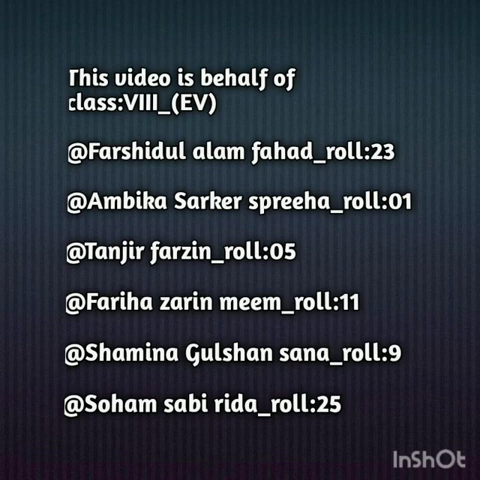 This video is behalf of
class:VIII_(EV)
@Farshidul alam fahad_roll:23
@Ambika Sarker spreeha_roll:01
@Tanjir farzin_roll:05
@Fariha zarin meem_roll:11
@Shamina Gulshan sana_roll:9
@Soham sabi rida_roll:25
InShOt